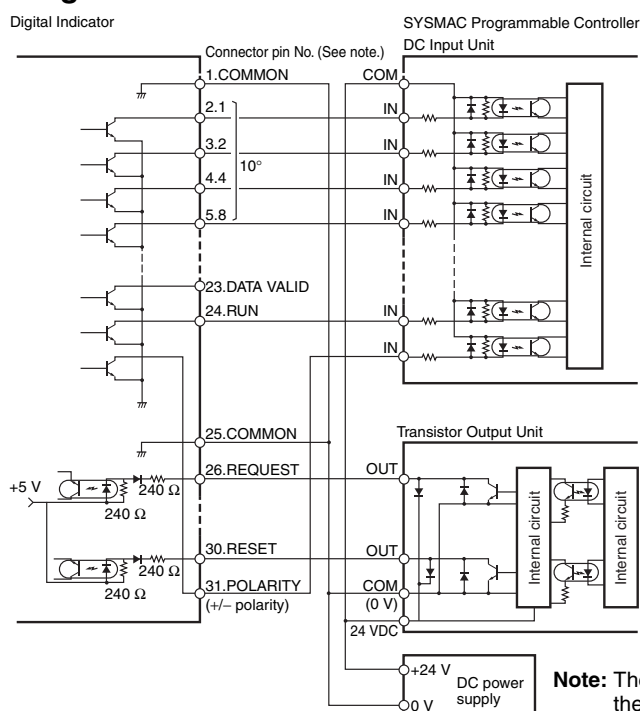 Digital Indicator
SYSMAC Programmable Controller
DC Input Unit
Connector pin No. (See note.)
1.COMMON
COM
2.1
IN
3.2
IN
10°
4.4
IN
5.8
IN
Internal circuit
23.DATA VALID
24.RUN
IN
IN
25.COMMON
Transistor Output Unit
26.REQUEST
OUT
+5 V
240 Ω
240 Ω
Internal circuit
Internal circuit
30.RESET
OUT
240 Ω
240 Ω
31.POLARITY
(+/− polarity)
COM
(0 V)
24 VDC
+24 V
DC power
supply
0 V
Note: The
the